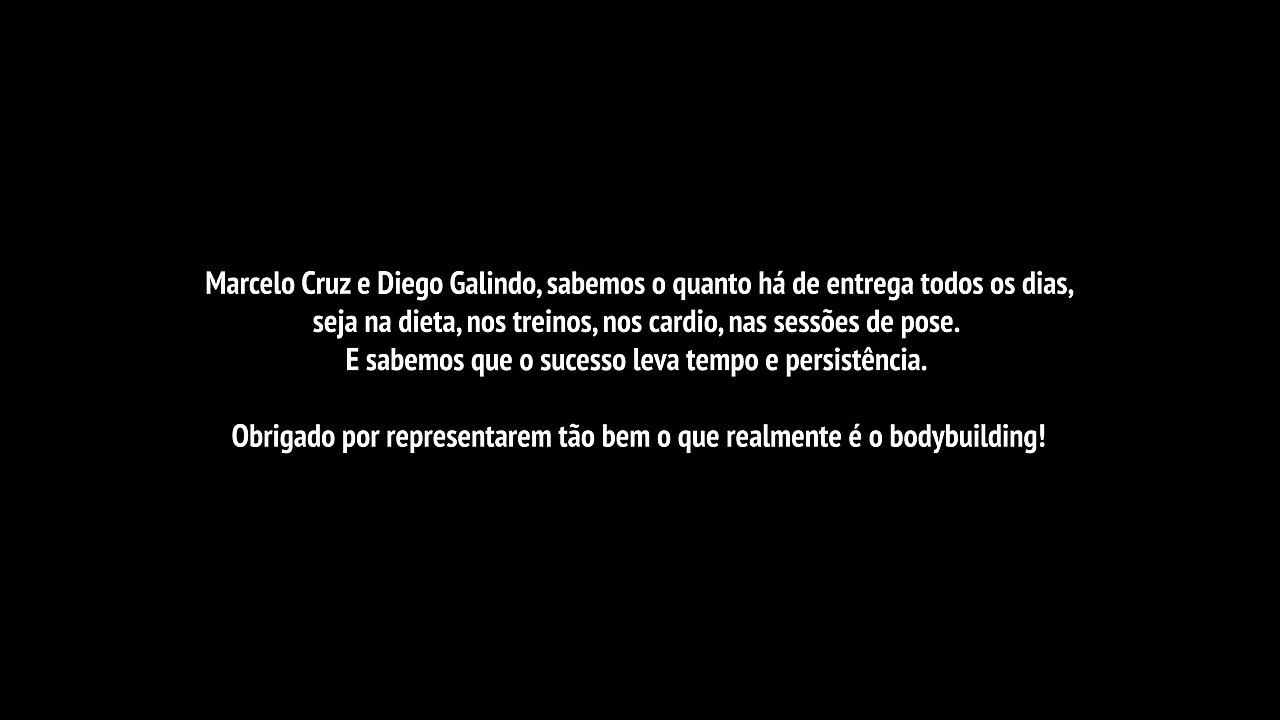 Marcelo Cruz e Diego Galindo, sabemos o quanto há de entrega todos os dias,
seja na dieta, nos treinos, nos cardio, nas sessões de pose.
E sabemos que o sucesso leva tempo e persistência.
Obrigado por representarem tão bem o que realmente é o bodybuilding!